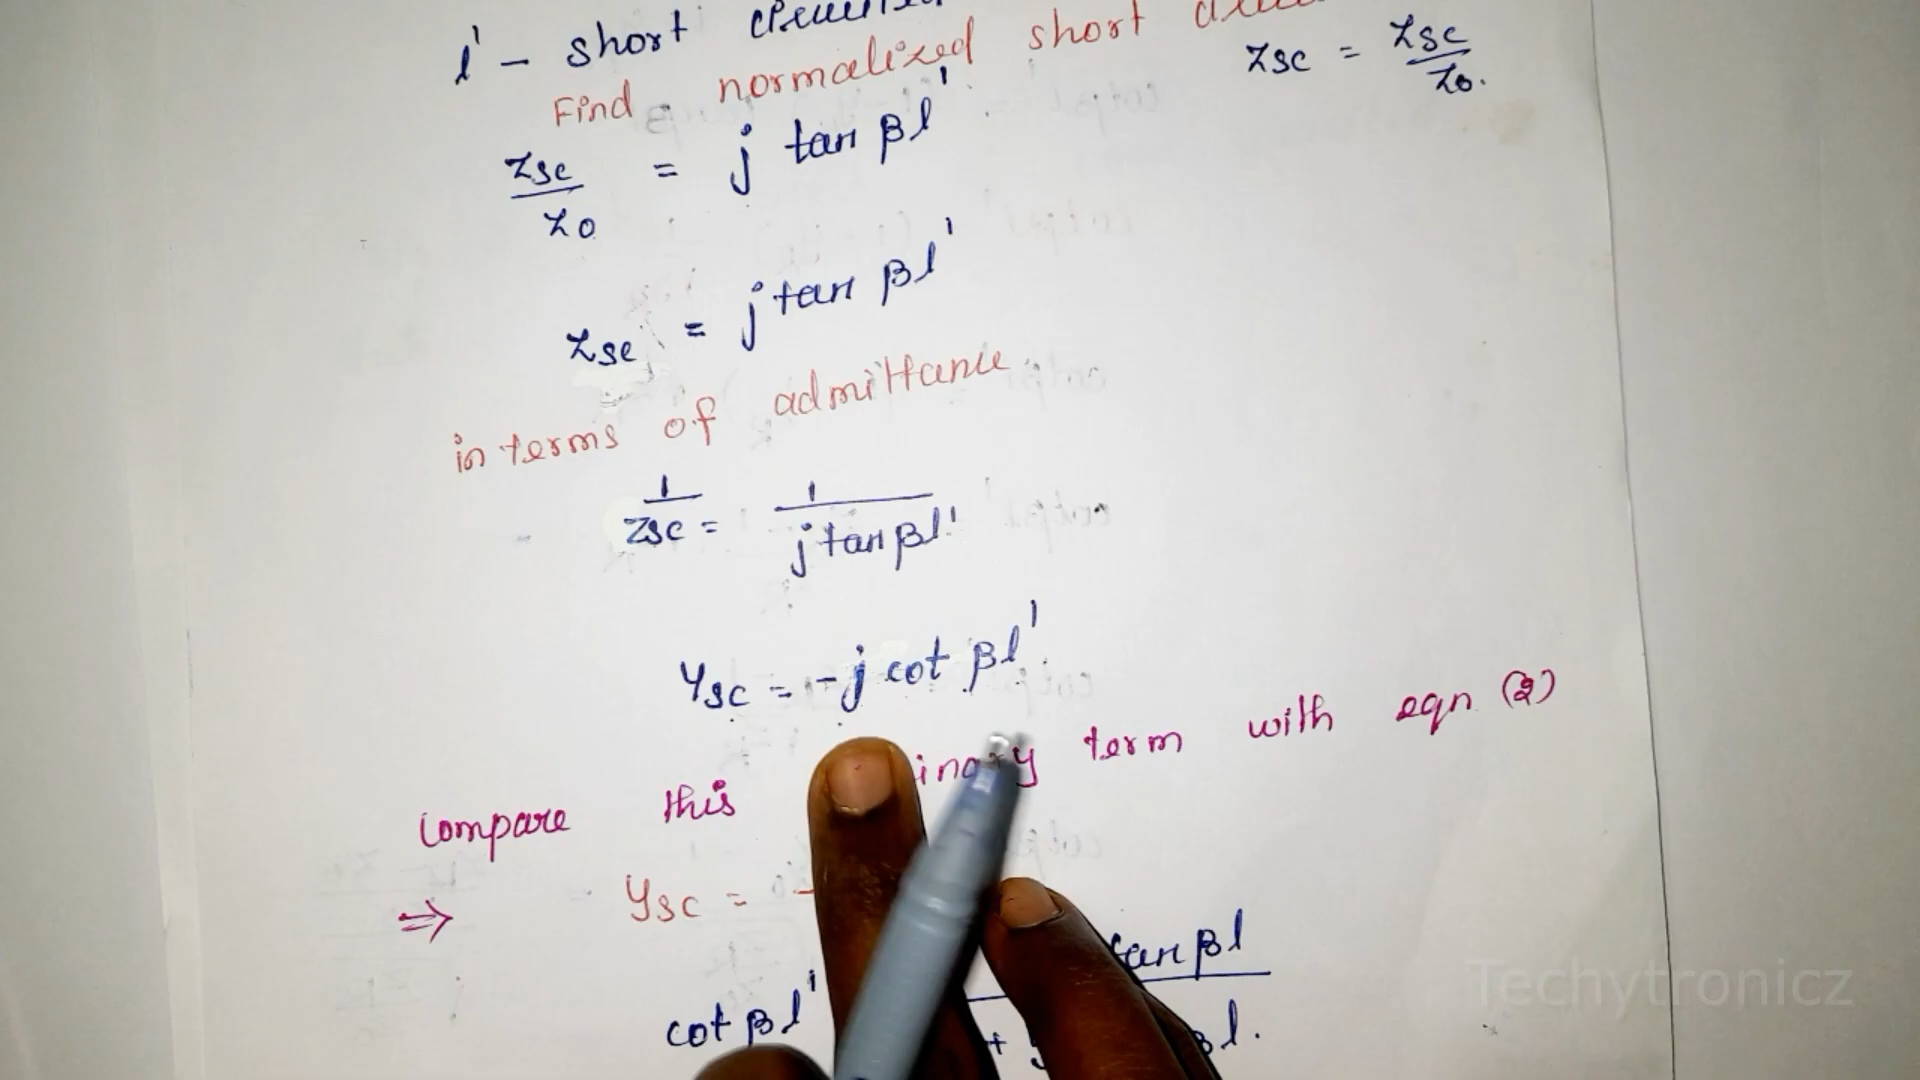 l' - short
Find normalized short
Zsc = Zsc / Zo.
Zsc / Zo = j tan βl'
Zsc = j tan βl'
in terms of admittance
1 / Zsc = 1 / j tan βl'
Ysc = -j cot βl'
compare this term with eqn (2)
⇒ Ysc = -
tan βl
cot βl'
+ βl.
Techytronicz